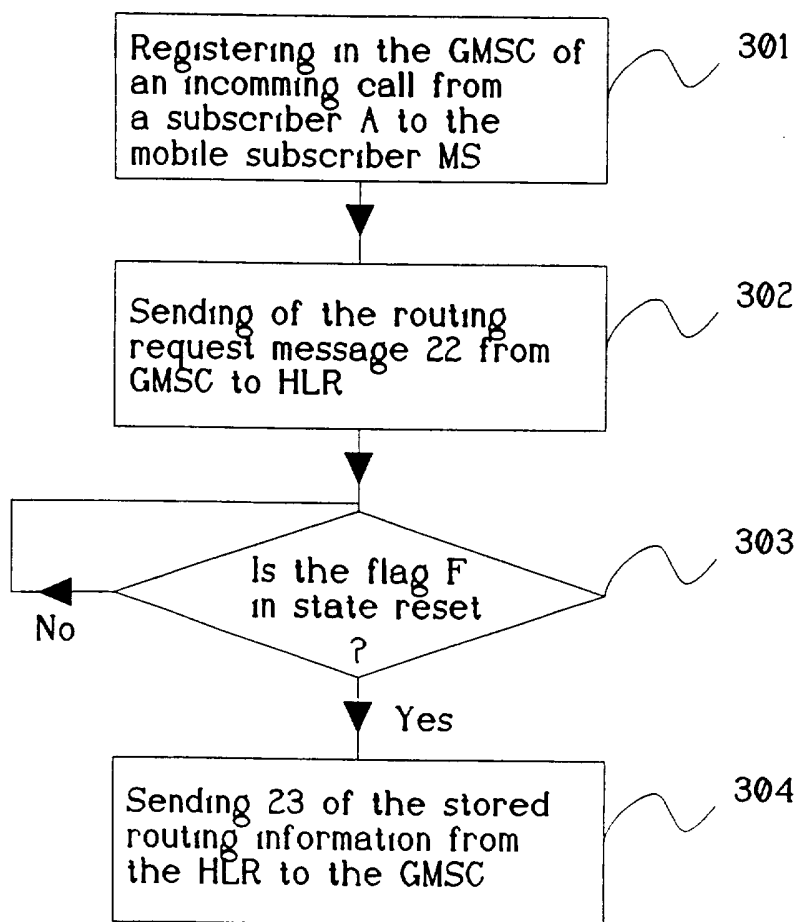 Registering in the GMSC of
an incomming call from
a subscriber A to the
mobile subscriber MS
301
Sending of the routing
request message 22 from
GMSC to HLR
302
Is the flag F
in state reset
?
303
No
Yes
Sending 23 of the stored
routing information from
the HLR to the GMSC
304